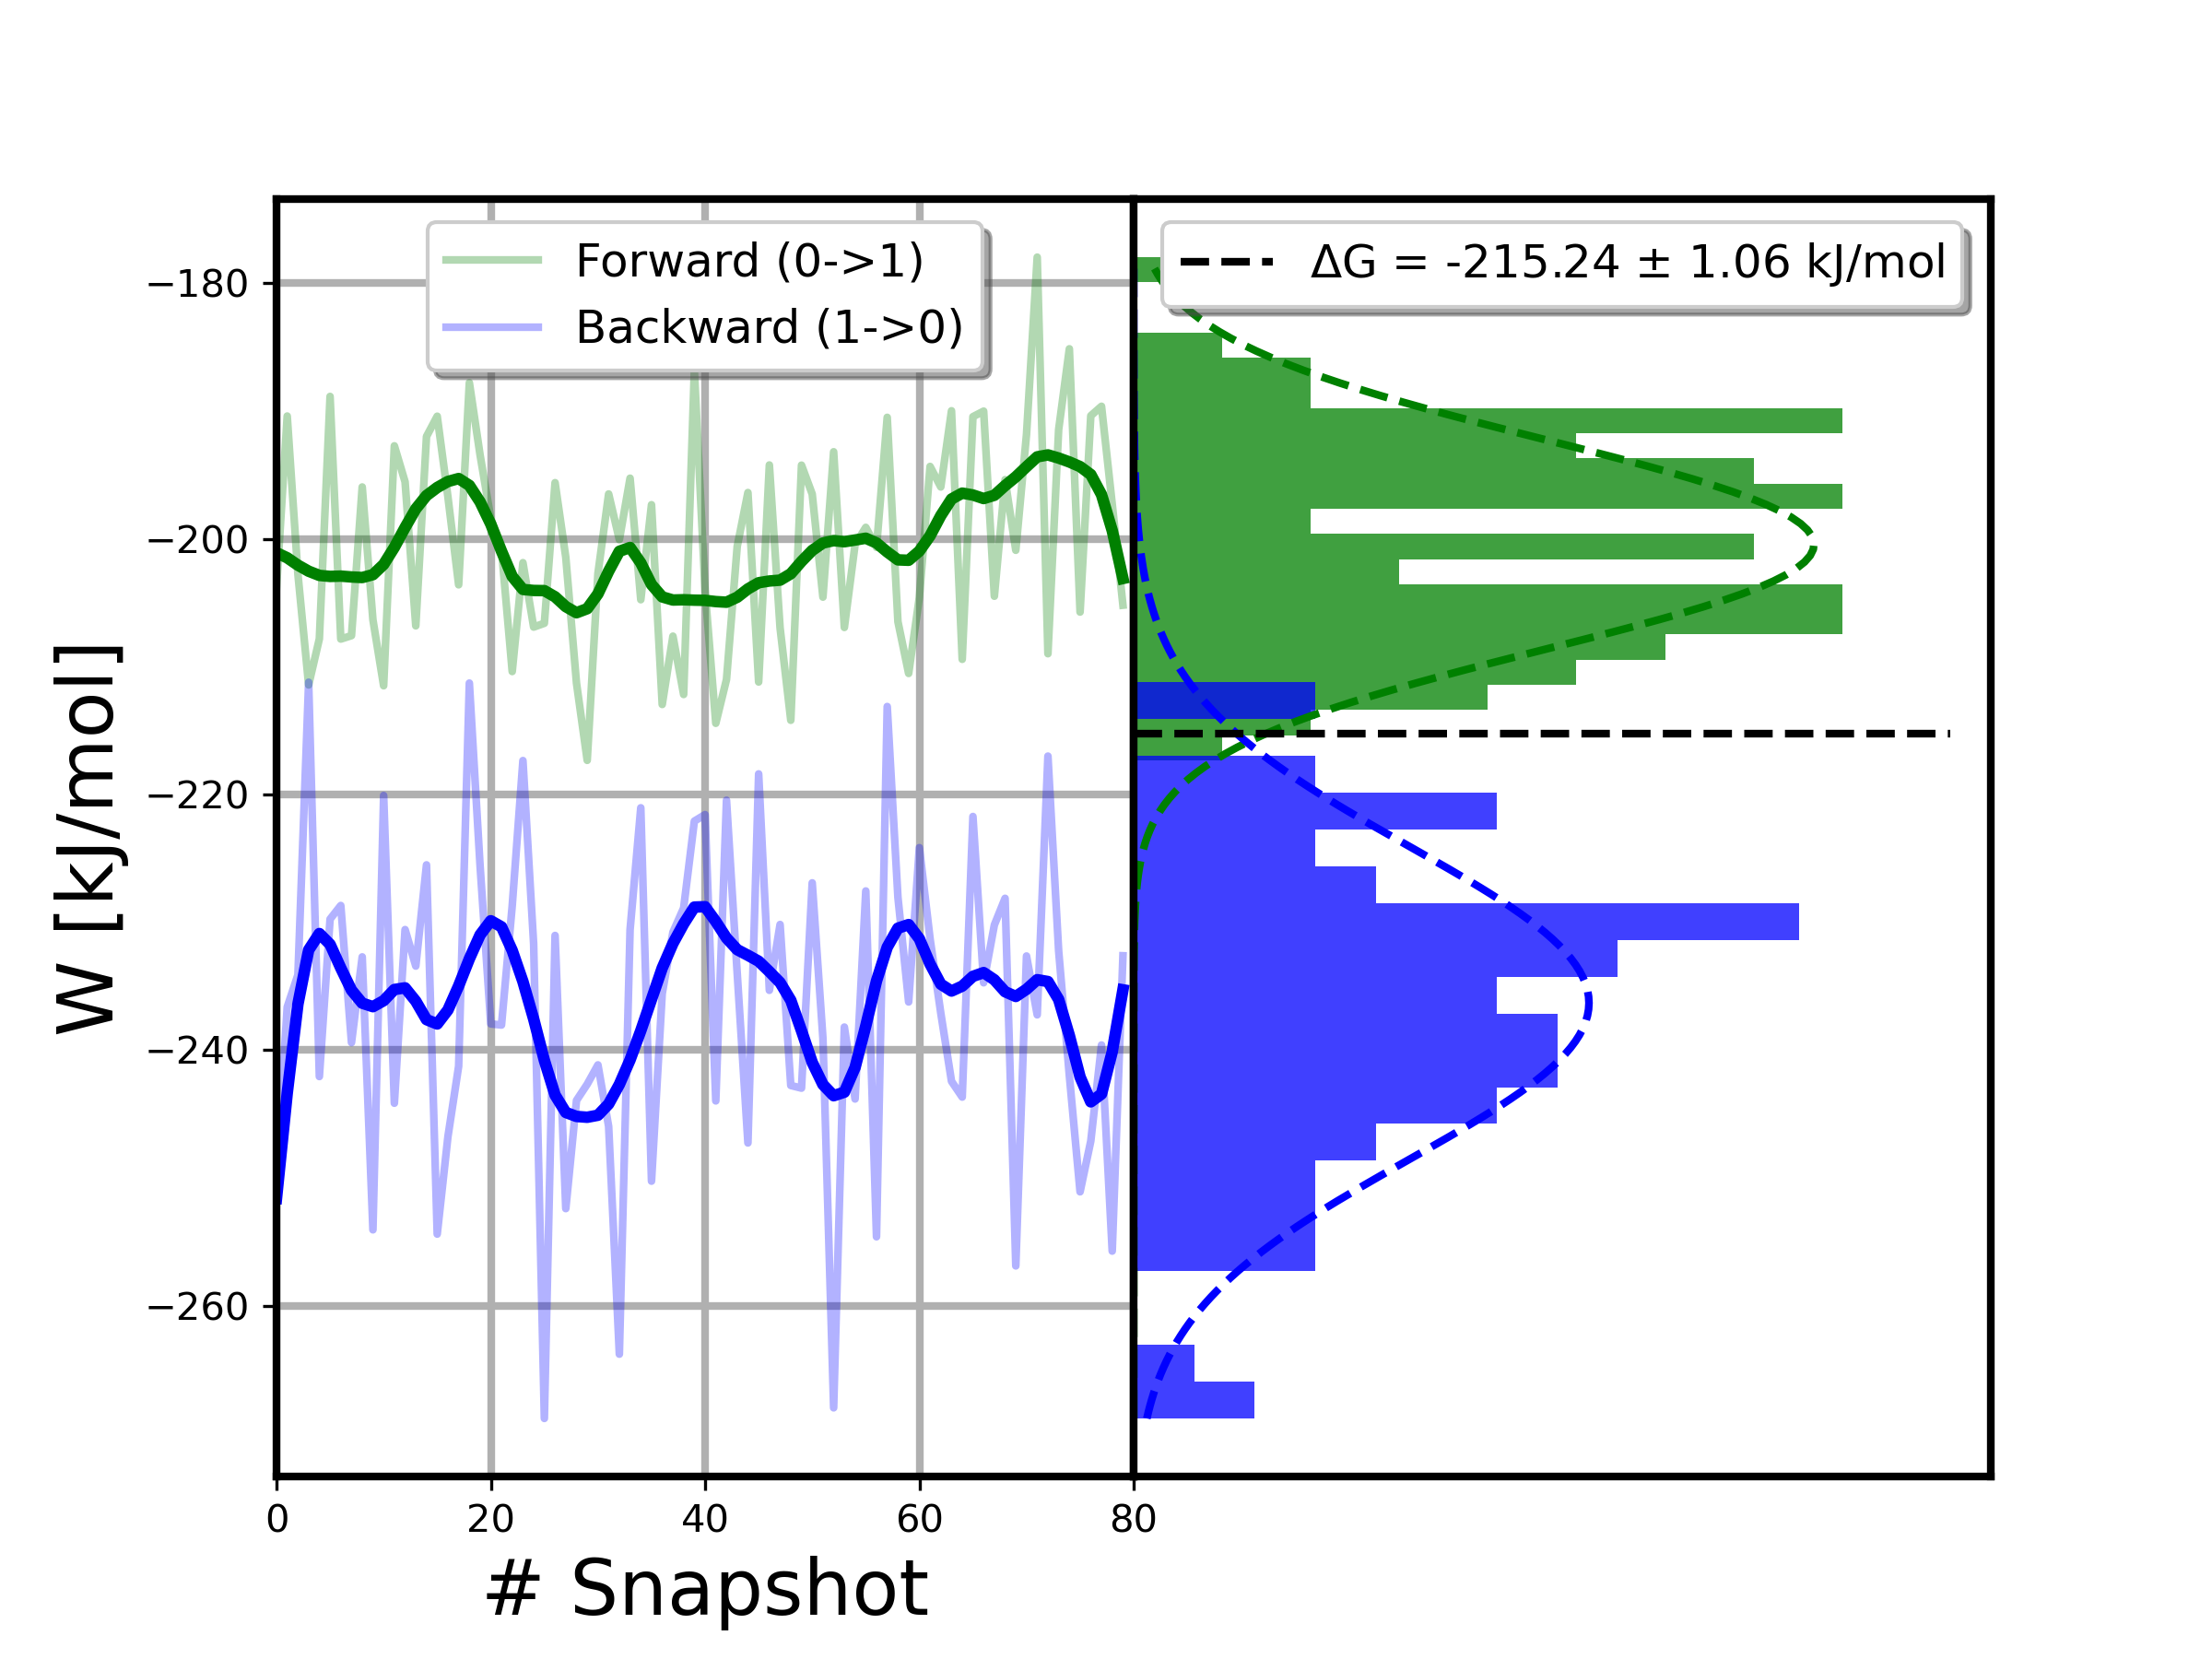 Forward (0->1)
Backward (1->0)
ΔG = -215.24 ± 1.06 kJ/mol
W [kJ/mol]
−180
−200
−220
−240
−260
0 20 40 60 80
# Snapshot